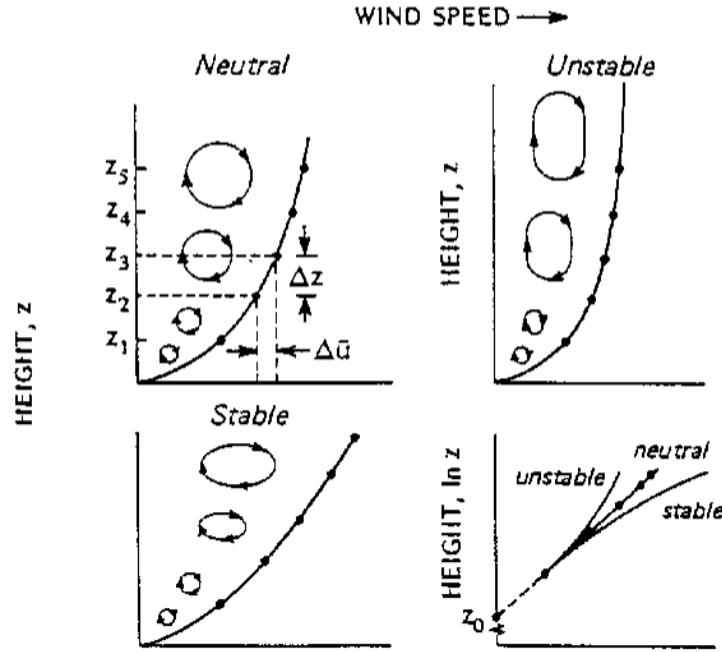 WIND SPEED
Neutral
Unstable
HEIGHT, z
z5
z4
z3
z2
z1
Δz
Δū
HEIGHT, z
Stable
HEIGHT, ln z
unstable
neutral
stable
z0